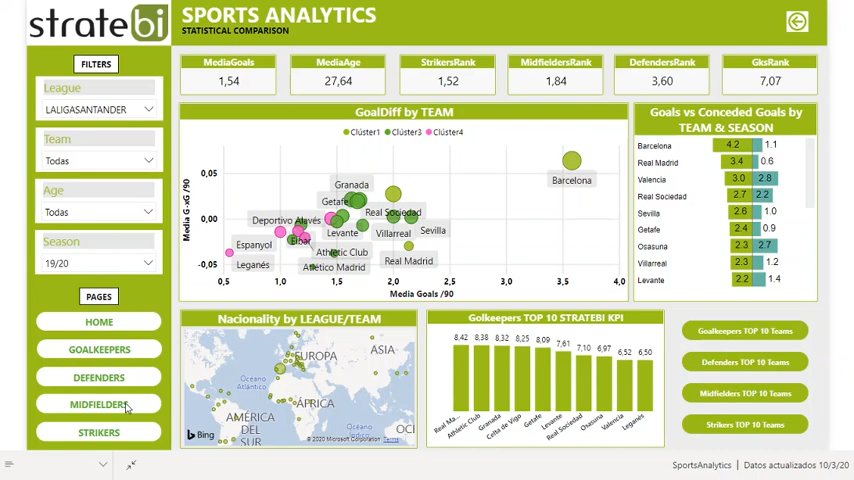 stratebi
SPORTS ANALYTICS
STATISTICAL COMPARISON
FILTERS
League
LALIGASANTANDER
Team
Todas
Age
Todas
Season
19/20
PAGES
HOME
GOALKEEPERS
DEFENDERS
MIDFIELDERS
STRIKERS
MediaGoals
1,54
MediaAge
27,64
StrikersRank
1,52
MidfieldersRank
1,84
DefendersRank
3,60
GksRank
7,07
GoalDiff by TEAM
Clúster1 Clúster3 Clúster4
Media G-xG /90
0,05
0,00
-0,05
Barcelona
Granada
Getafe
Real Sociedad
Deportivo Alavés
Levante
Villarreal
Sevilla
Eibar
Espanyol
Athletic Club
Real Madrid
Leganés
Atlético Madrid
0,5 1,0 1,5 2,0 2,5 3,0 3,5 4,0
Media Goals /90
Goals vs Conceded Goals by
TEAM & SEASON
Barcelona 4.2 1.1
Real Madrid 3.4 0.6
Valencia 3.0 2.8
Real Sociedad 2.7 2.2
Sevilla 2.6 1.0
Getafe 2.4 0.9
Osasuna 2.3 2.7
Villarreal 2.3 1.2
Levante 2.2 1.4
Nacionality by LEAGUE/TEAM
EUROPA
ASIA
Océano
Atlántico
ÁFRICA
AMÉRICA
DEL SUR
OCÍ
Bing
© 2020 Microsoft Corporation Terms
Golkeepers TOP 10 STRATEBI KPI
8,42 8,38 8,32 8,25 8,09 7,61 7,10 6,97 6,52 6,50
Real Ma... Athletic Club Granada Celta de Vigo Getafe Levante Real Sociedad Osasuna Valencia Leganés
Goalkeepers TOP 10 Teams
Defenders TOP 10 Teams
Midfielders TOP 10 Teams
Strikers TOP 10 Teams
SportsAnalytics | Datos actualizados 10/3/20